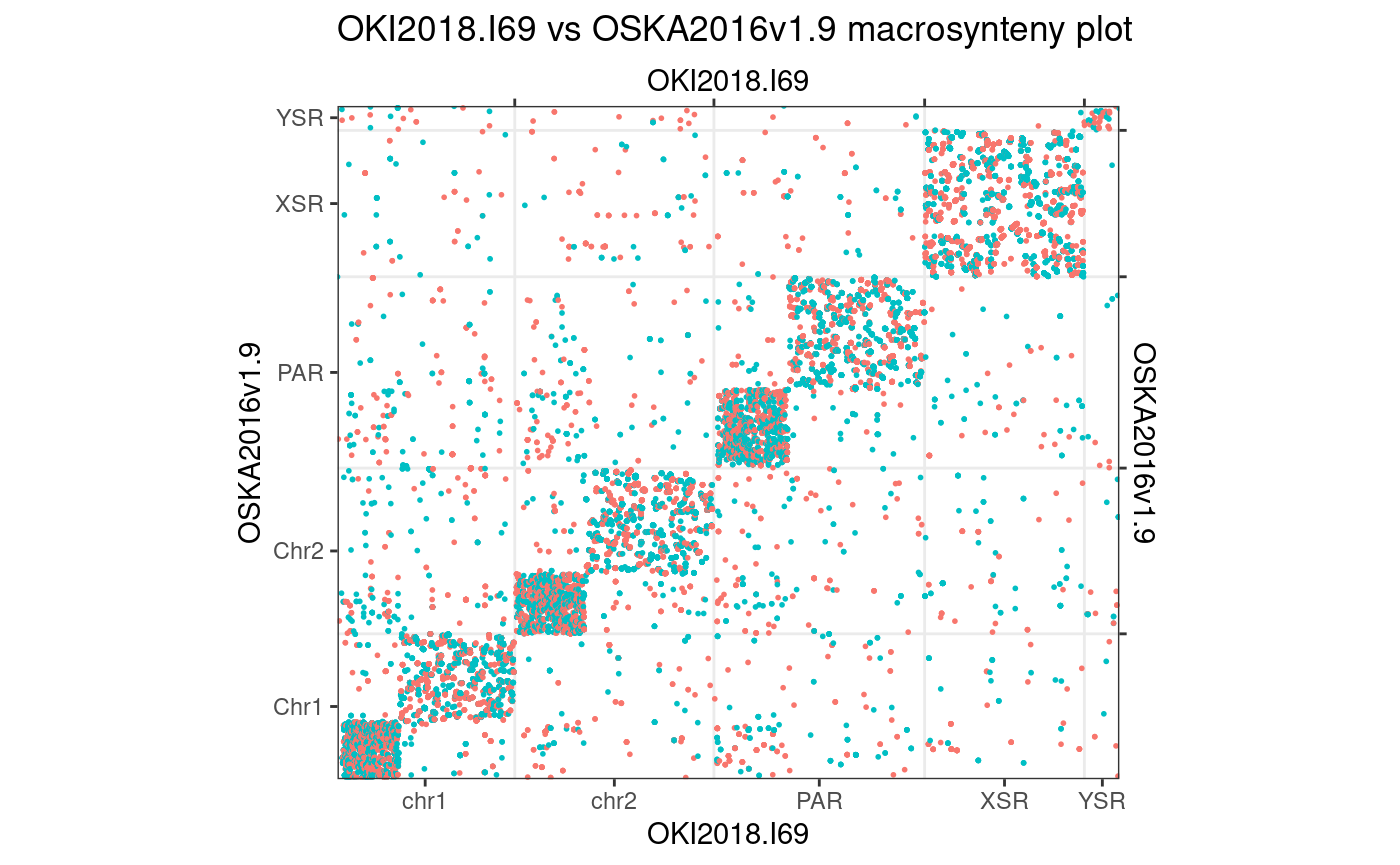 OKI2018.I69 vs OSKA2016v1.9 macrosynteny plot
OKI2018.I69
YSR
XSR
PAR
Chr2
Chr1
OSKA2016v1.9
OSKA2016v1.9
chr1 chr2 PAR XSR YSR
OKI2018.I69